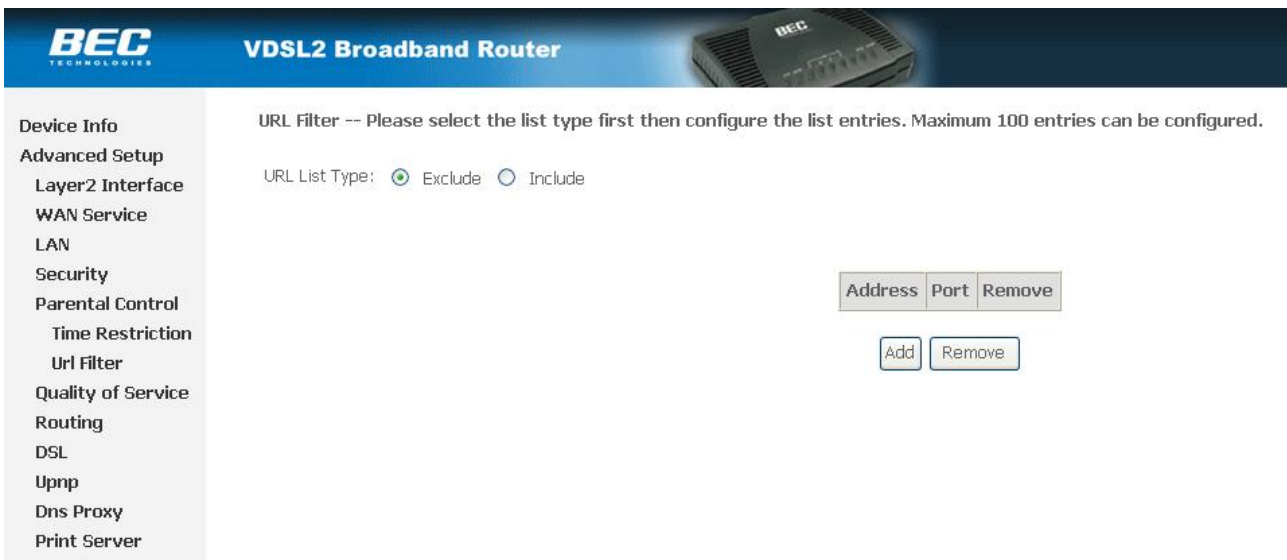 BEC
TECHNOLOGIES
VDSL2 Broadband Router
BEC
Device Info
Advanced Setup
Layer2 Interface
WAN Service
LAN
Security
Parental Control
Time Restriction
Url Filter
Quality of Service
Routing
DSL
Upnp
Dns Proxy
Print Server
URL Filter -- Please select the list type first then configure the list entries. Maximum 100 entries can be configured.
URL List Type: Exclude Include
Address Port Remove
Add Remove